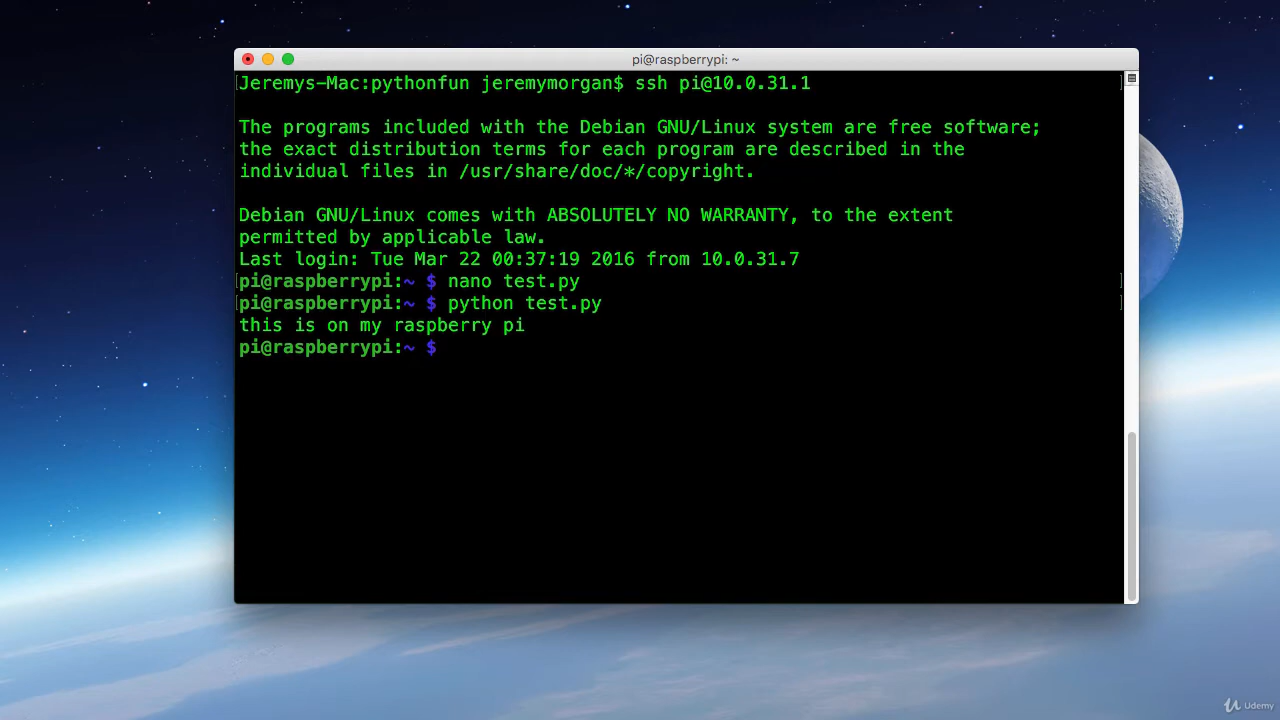 pi@raspberrypi: ~
Jeremys-Mac:pythonfun jeremymorgan$ ssh pi@10.0.31.1
The programs included with the Debian GNU/Linux system are free software;
the exact distribution terms for each program are described in the
individual files in /usr/share/doc/*/copyright.
Debian GNU/Linux comes with ABSOLUTELY NO WARRANTY, to the extent
permitted by applicable law.
Last login: Tue Mar 22 00:37:19 2016 from 10.0.31.7
pi@raspberrypi:~ $ nano test.py
pi@raspberrypi:~ $ python test.py
this is on my raspberry pi
pi@raspberrypi:~ $
Udemy